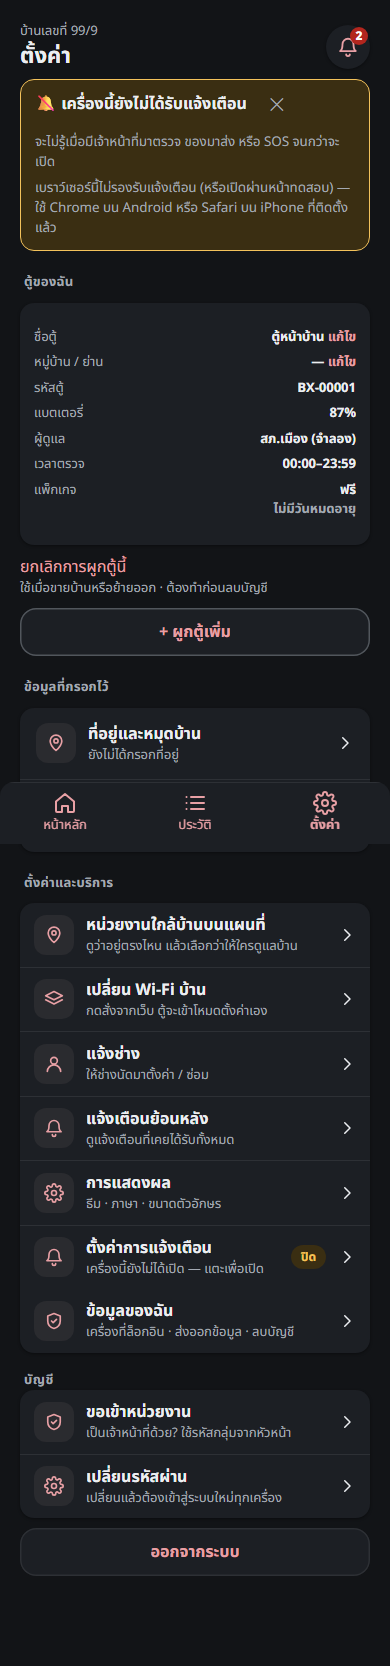 บ้านเลขที่ 99/9
ตั้งค่า
2
เครื่องนี้ยังไม่ได้รับแจ้งเตือน
จะไม่รู้เมื่อมีเจ้าหน้าที่มาตรวจ ของมาส่ง หรือ SOS จนกว่าจะ
เปิด
เบราว์เซอร์นี้ไม่รองรับแจ้งเตือน (หรือเปิดผ่านหน้าทดสอบ) —
ใช้ Chrome บน Android หรือ Safari บน iPhone ที่ติดตั้ง
แล้ว
ตู้ของฉัน
ชื่อตู้ ตู้หน้าบ้าน แก้ไข
หมู่บ้าน / ย่าน — แก้ไข
รหัสตู้ BX-00001
แบตเตอรี่ 87%
ผู้ดูแล สภ.เมือง (จำลอง)
เวลาตรวจ 00:00–23:59
แพ็กเกจ ฟรี
ไม่มีวันหมดอายุ
ยกเลิกการผูกตู้นี้
ใช้เมื่อขายบ้านหรือย้ายออก · ต้องทำก่อนลบบัญชี
+ ผูกตู้เพิ่ม
ข้อมูลที่กรอกไว้
ที่อยู่และหมุดบ้าน
ยังไม่ได้กรอกที่อยู่
หน้าหลัก ประวัติ ตั้งค่า
ตั้งค่าและบริการ
หน่วยงานใกล้บ้านบนแผนที่
ดูว่าอยู่ตรงไหน แล้วเลือกว่าให้ใครดูแลบ้าน
เปลี่ยน Wi-Fi บ้าน
กดสั่งจากเว็บ ตู้จะเข้าโหมดตั้งค่าเอง
แจ้งช่าง
ให้ช่างนัดมาตั้งค่า / ซ่อม
แจ้งเตือนย้อนหลัง
ดูแจ้งเตือนที่เคยได้รับทั้งหมด
การแสดงผล
ธีม · ภาษา · ขนาดตัวอักษร
ตั้งค่าการแจ้งเตือน
เครื่องนี้ยังไม่ได้เปิด — แตะเพื่อเปิด
ปิด
ข้อมูลของฉัน
เครื่องที่ล็อกอิน · ส่งออกข้อมูล · ลบบัญชี
บัญชี
ขอเข้าหน่วยงาน
เป็นเจ้าหน้าที่ด้วย? ใช้รหัสกลุ่มจากหัวหน้า
เปลี่ยนรหัสผ่าน
เปลี่ยนแล้วต้องเข้าสู่ระบบใหม่ทุกเครื่อง
ออกจากระบบ